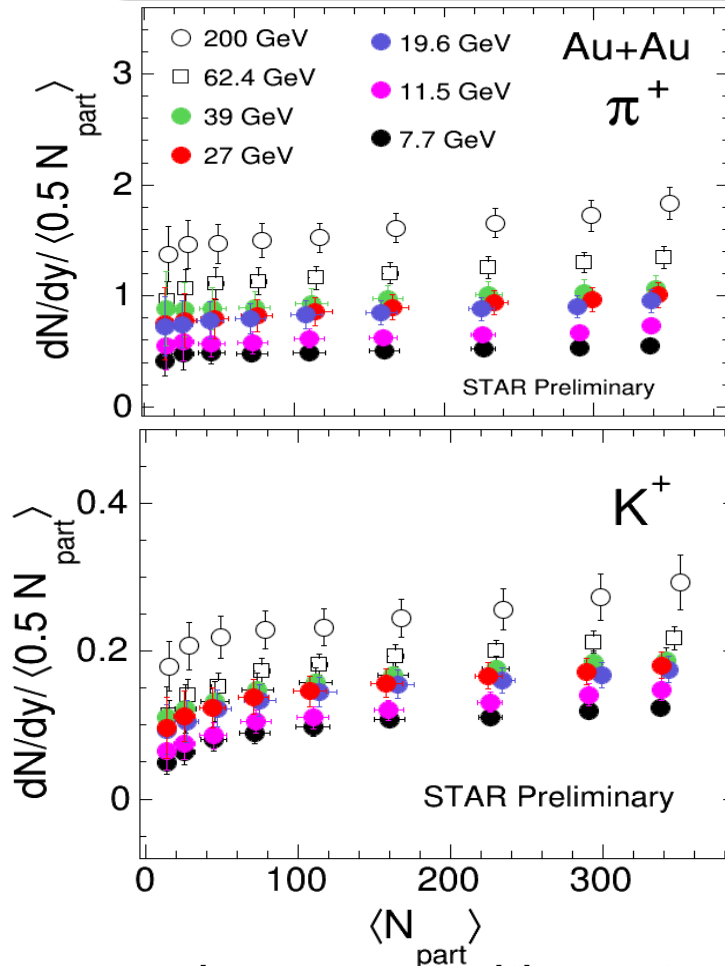 200 GeV
62.4 GeV
39 GeV
27 GeV
19.6 GeV
11.5 GeV
7.7 GeV
Au+Au
π+
3
2
1
0
dN/dy/⟨0.5 Npart⟩
STAR Preliminary
K+
0.4
0.2
0
dN/dy/⟨0.5 Npart⟩
STAR Preliminary
0 100 200 300
⟨Npart⟩